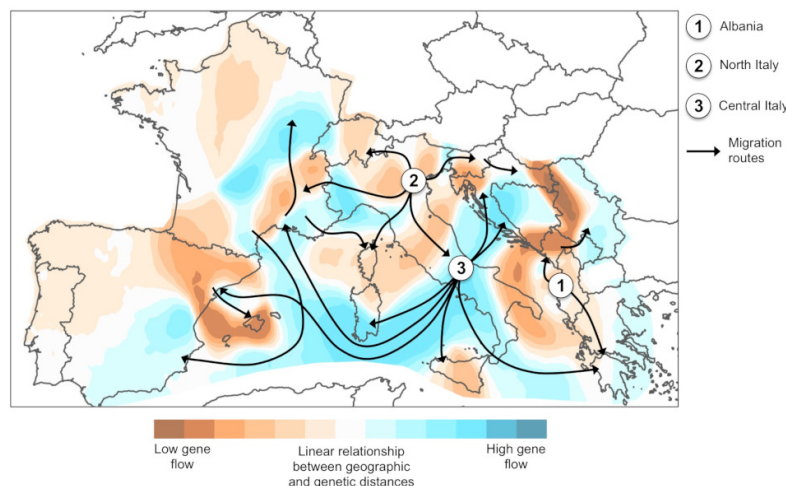 1 Albania
2 North Italy
3 Central Italy
Migration
routes
2
3
1
Low gene
flow
Linear relationship
between geographic
and genetic distances
High gene
flow